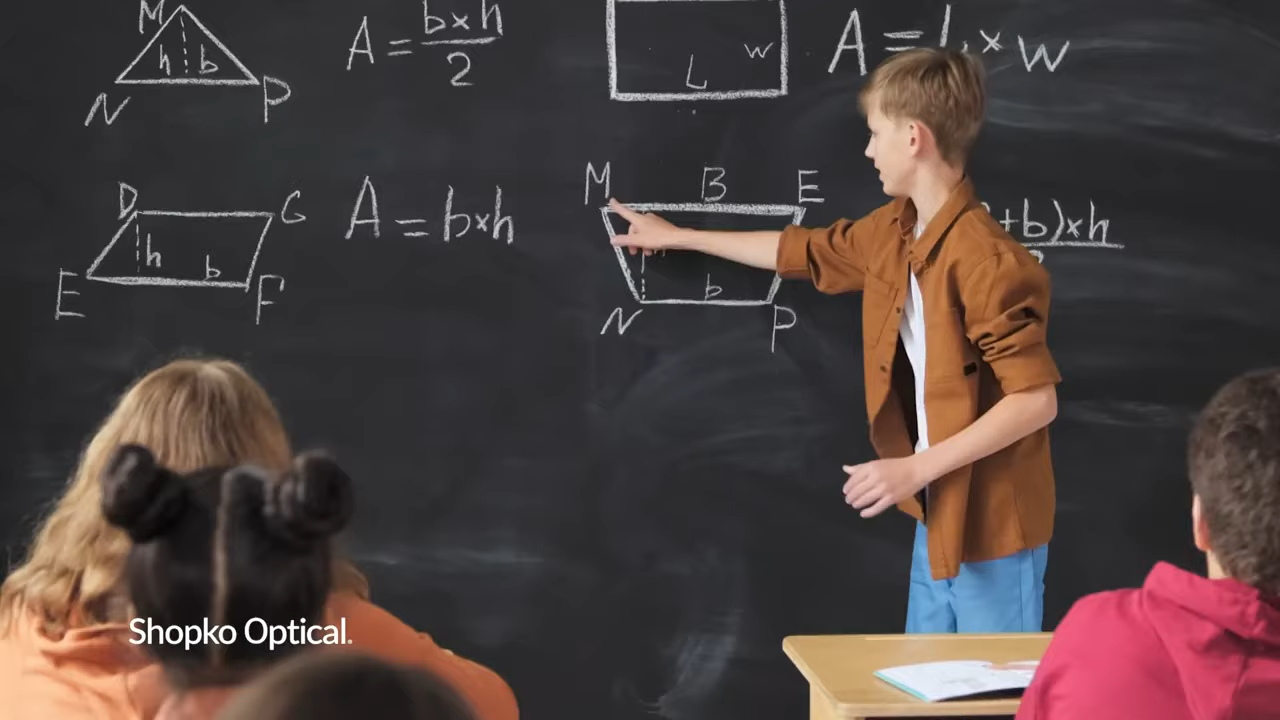 M
h b
N P
A = b×h
2
L w
A = × w
D G
h
b
E F
A = b×h
M B E
b
N P
+b)×h
Shopko Optical.